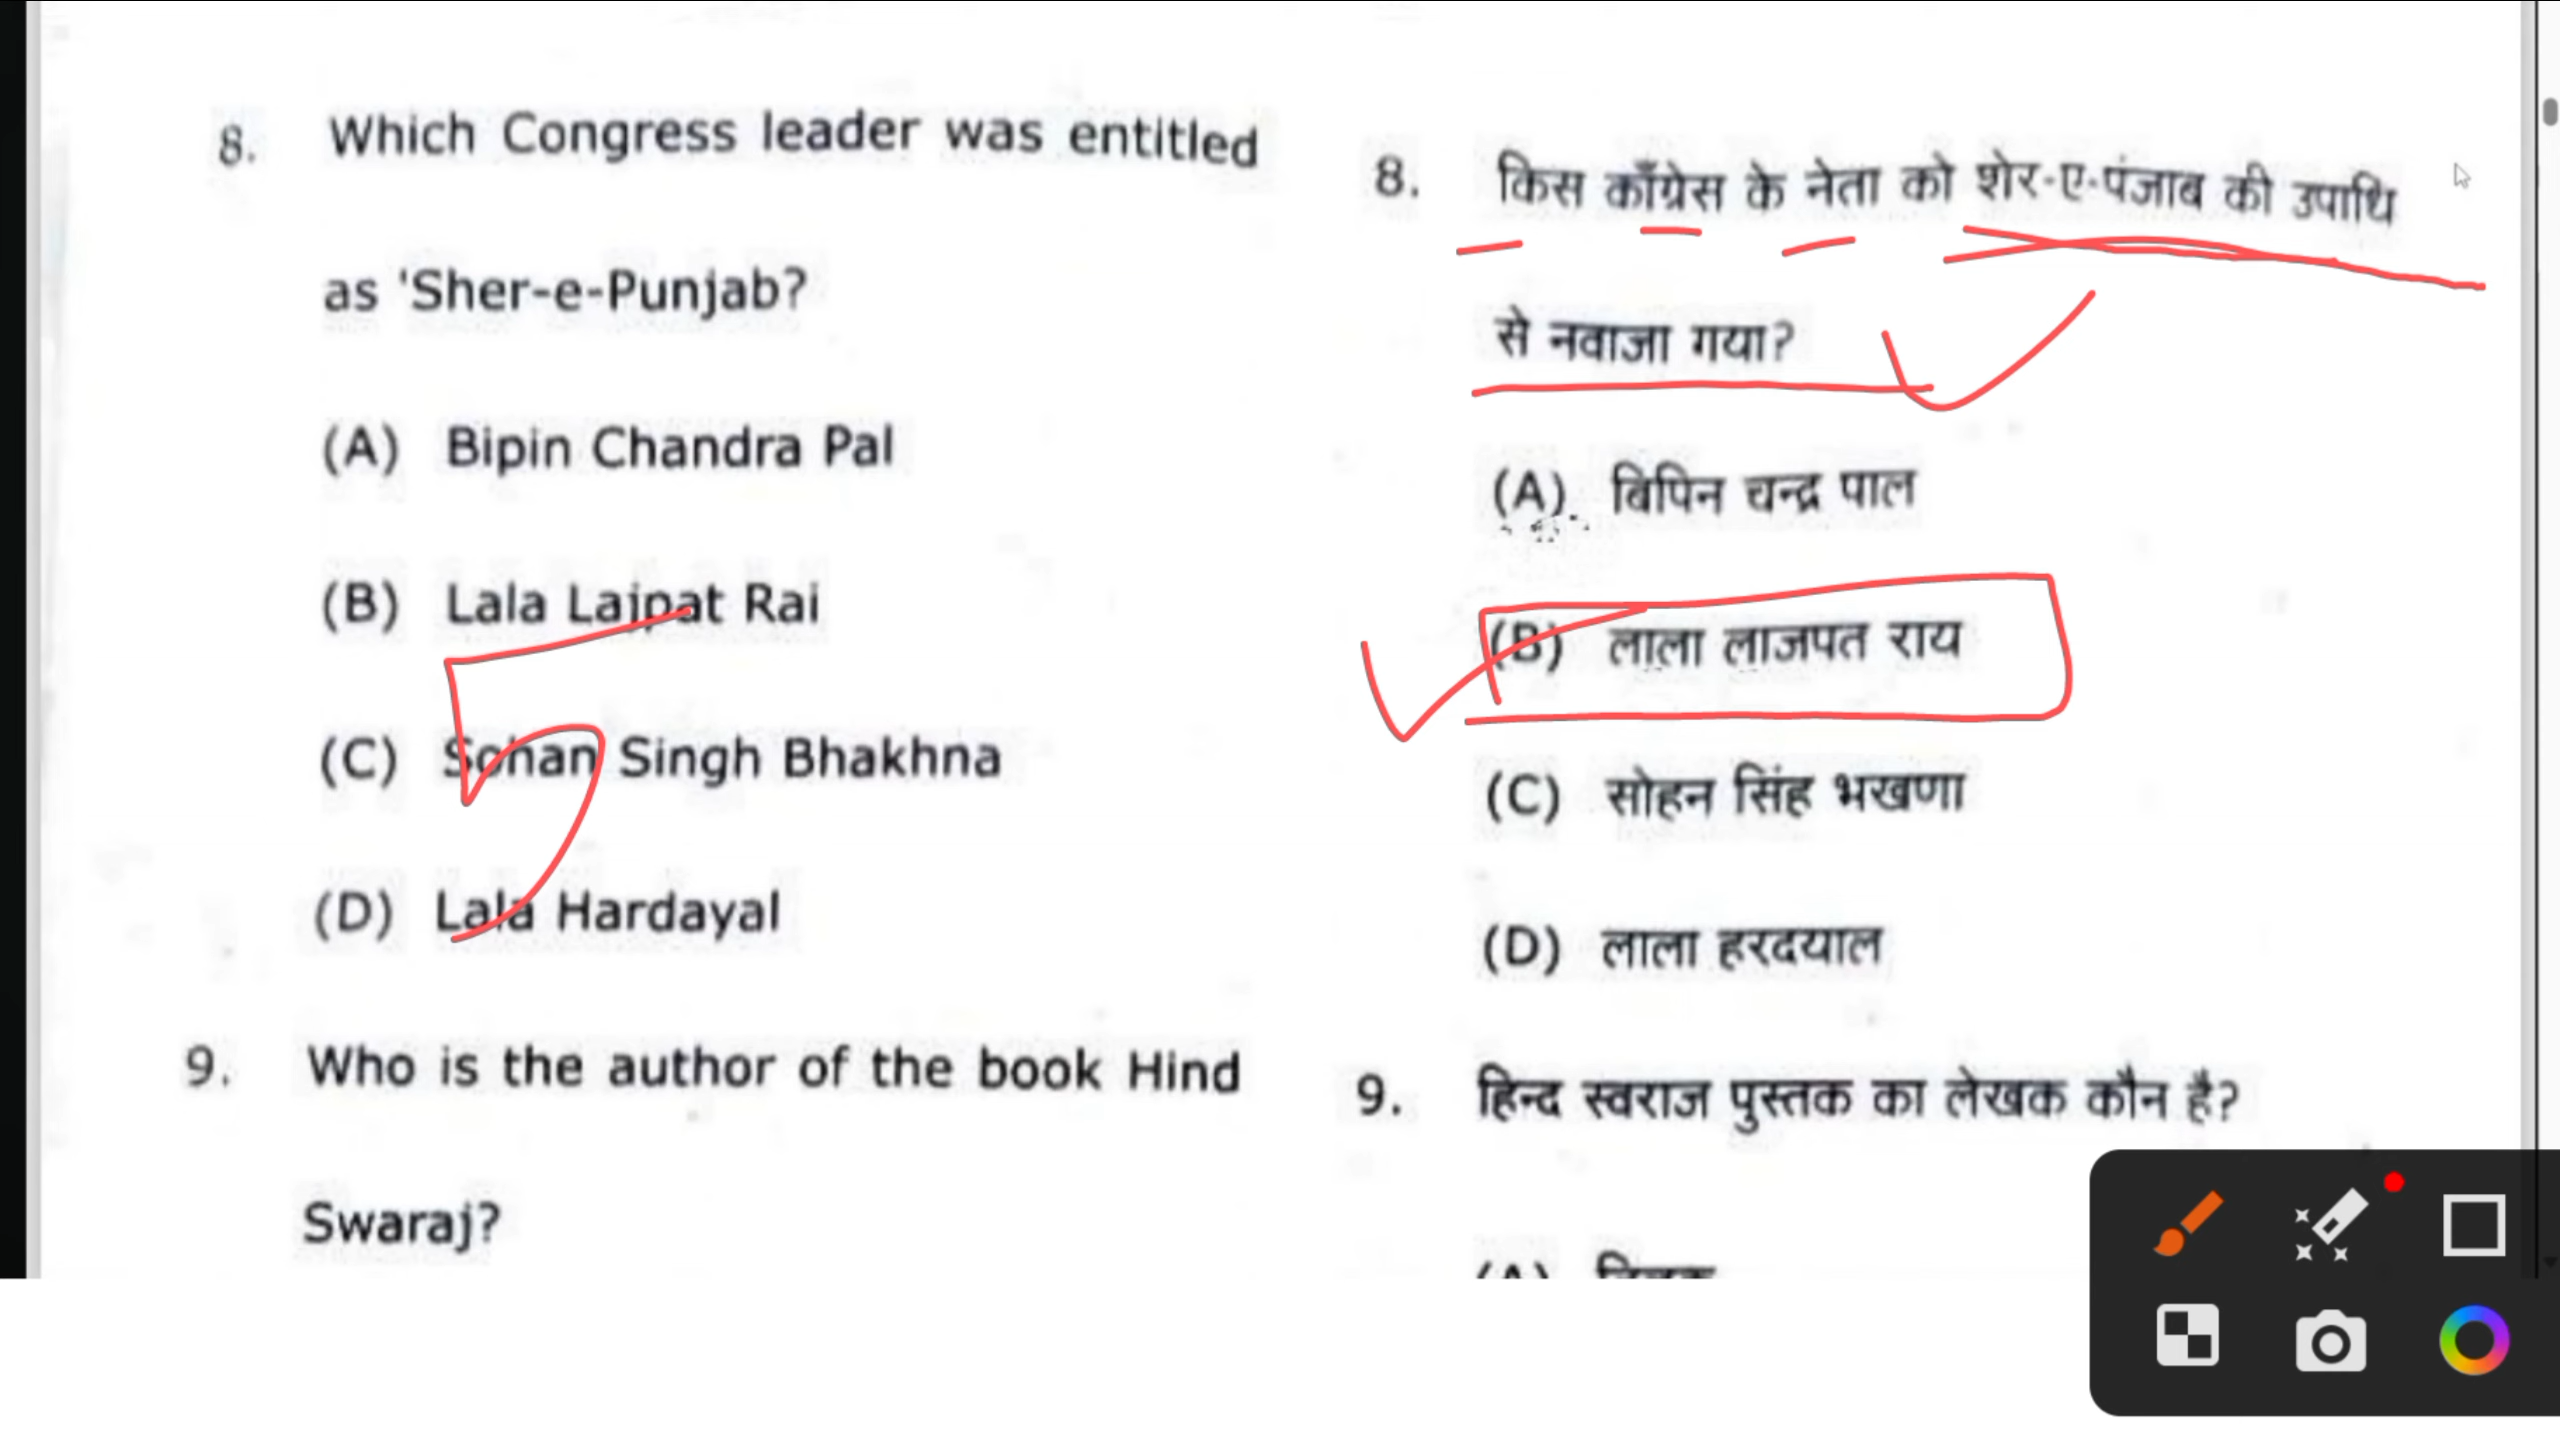 8. Which Congress leader was entitled
as 'Sher-e-Punjab?
(A) Bipin Chandra Pal
(B) Lala Lajpat Rai
(C) Sohan Singh Bhakhna
(D) Lala Hardayal
9. Who is the author of the book Hind
Swaraj?
8. किस काँग्रेस के नेता को शेर-ए-पंजाब की उपाधि
से नवाजा गया?
(A) बिपिन चन्द्र पाल
(B) लाला लाजपत राय
(C) सोहन सिंह भखणा
(D) लाला हरदयाल
9. हिन्द स्वराज पुस्तक का लेखक कौन है?
(A)